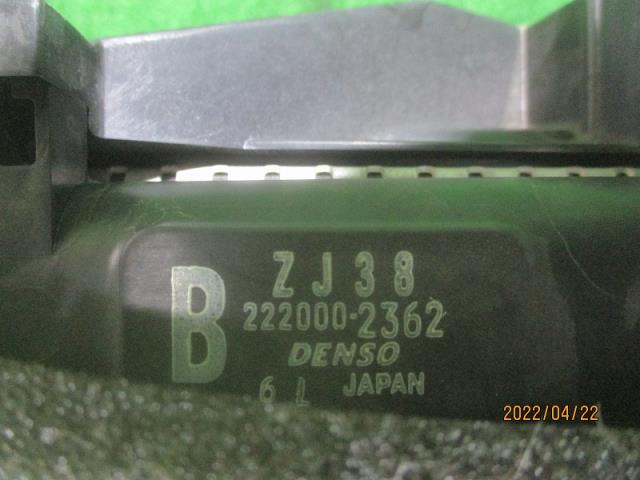 ZJ38
B
222000-2362
DENSO
6 L JAPAN
2022/04/22